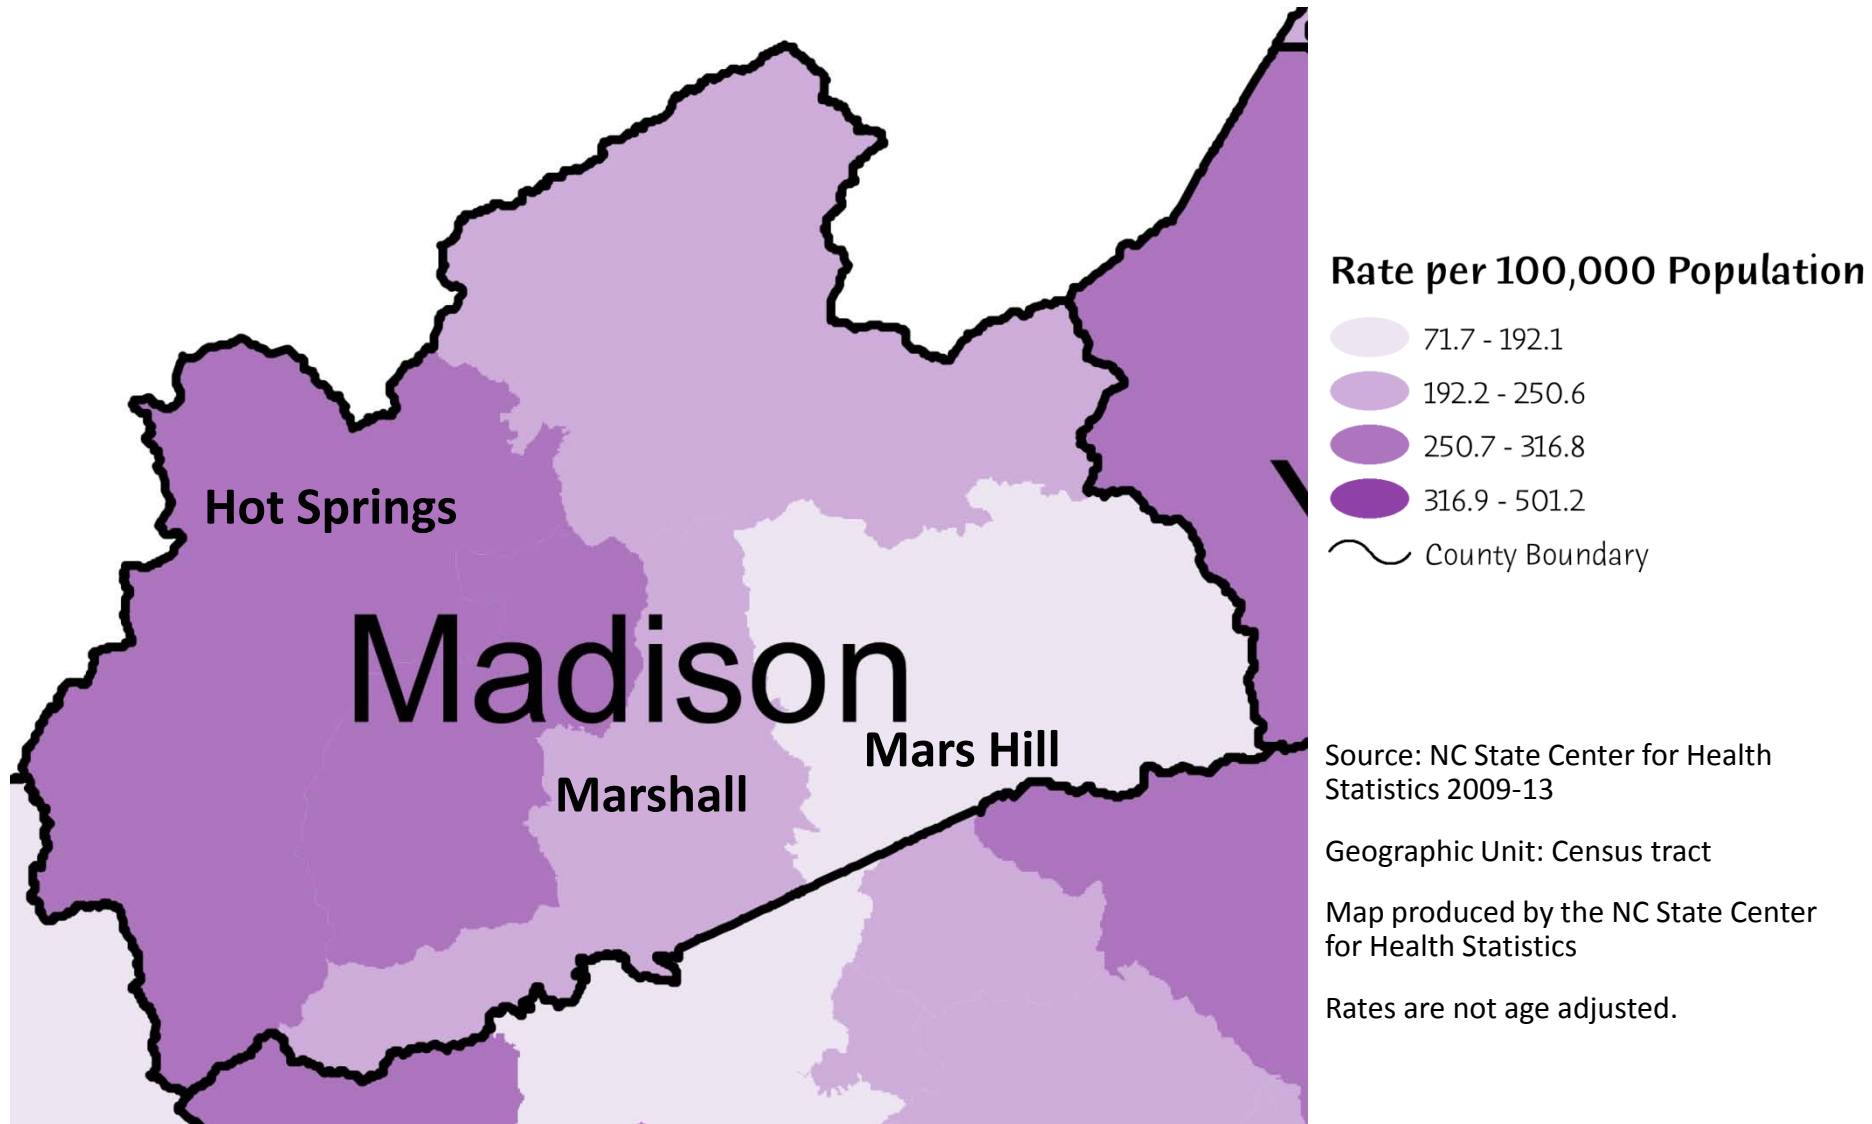 Hot Springs
Madison
Mars Hill
Marshall
Rate per 100,000 Population
71.7 - 192.1
192.2 - 250.6
250.7 - 316.8
316.9 - 501.2
County Boundary
Source: NC State Center for Health
Statistics 2009-13
Geographic Unit: Census tract
Map produced by the NC State Center
for Health Statistics
Rates are not age adjusted.